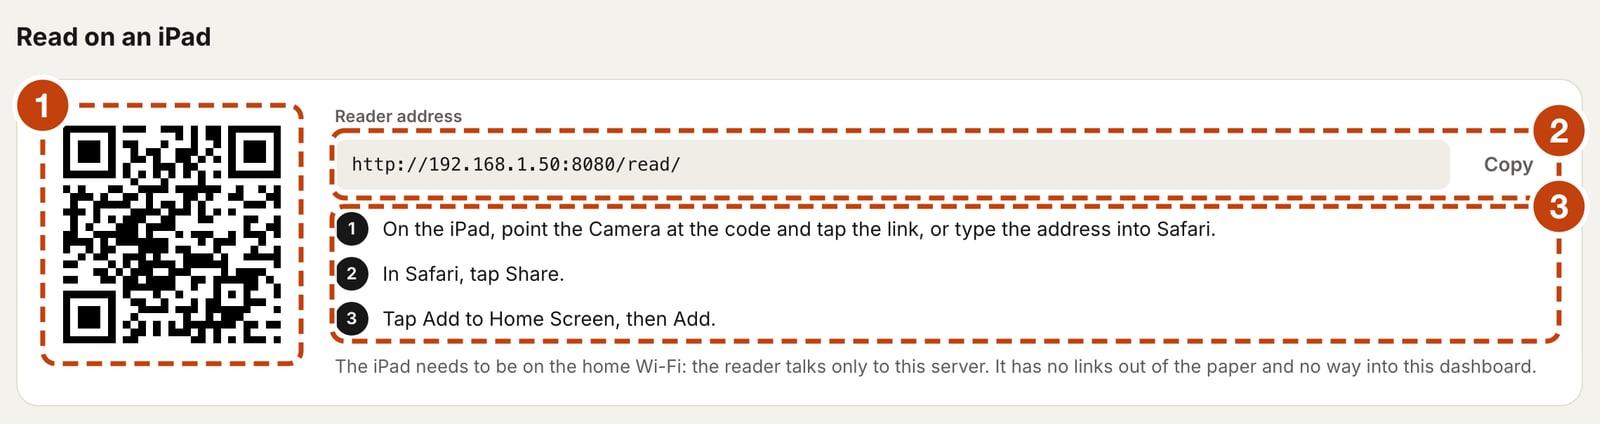 Read on an iPad
1
Reader address
2
http://192.168.1.50:8080/read/
Copy
3
1 On the iPad, point the Camera at the code and tap the link, or type the address into Safari.
2 In Safari, tap Share.
3 Tap Add to Home Screen, then Add.
The iPad needs to be on the home Wi-Fi: the reader talks only to this server. It has no links out of the paper and no way into this dashboard.